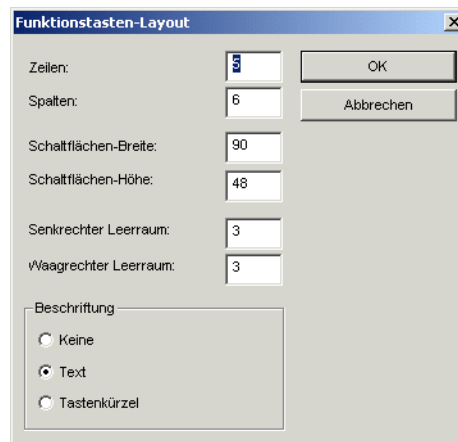 Funktionstasten-Layout
Zeilen: 5
OK
Spalten: 6
Abbrechen
Schaltflächen-Breite: 90
Schaltflächen-Höhe: 48
Senkrechter Leerraum: 3
Waagrechter Leerraum: 3
Beschriftung
Keine
Text
Tastenkürzel